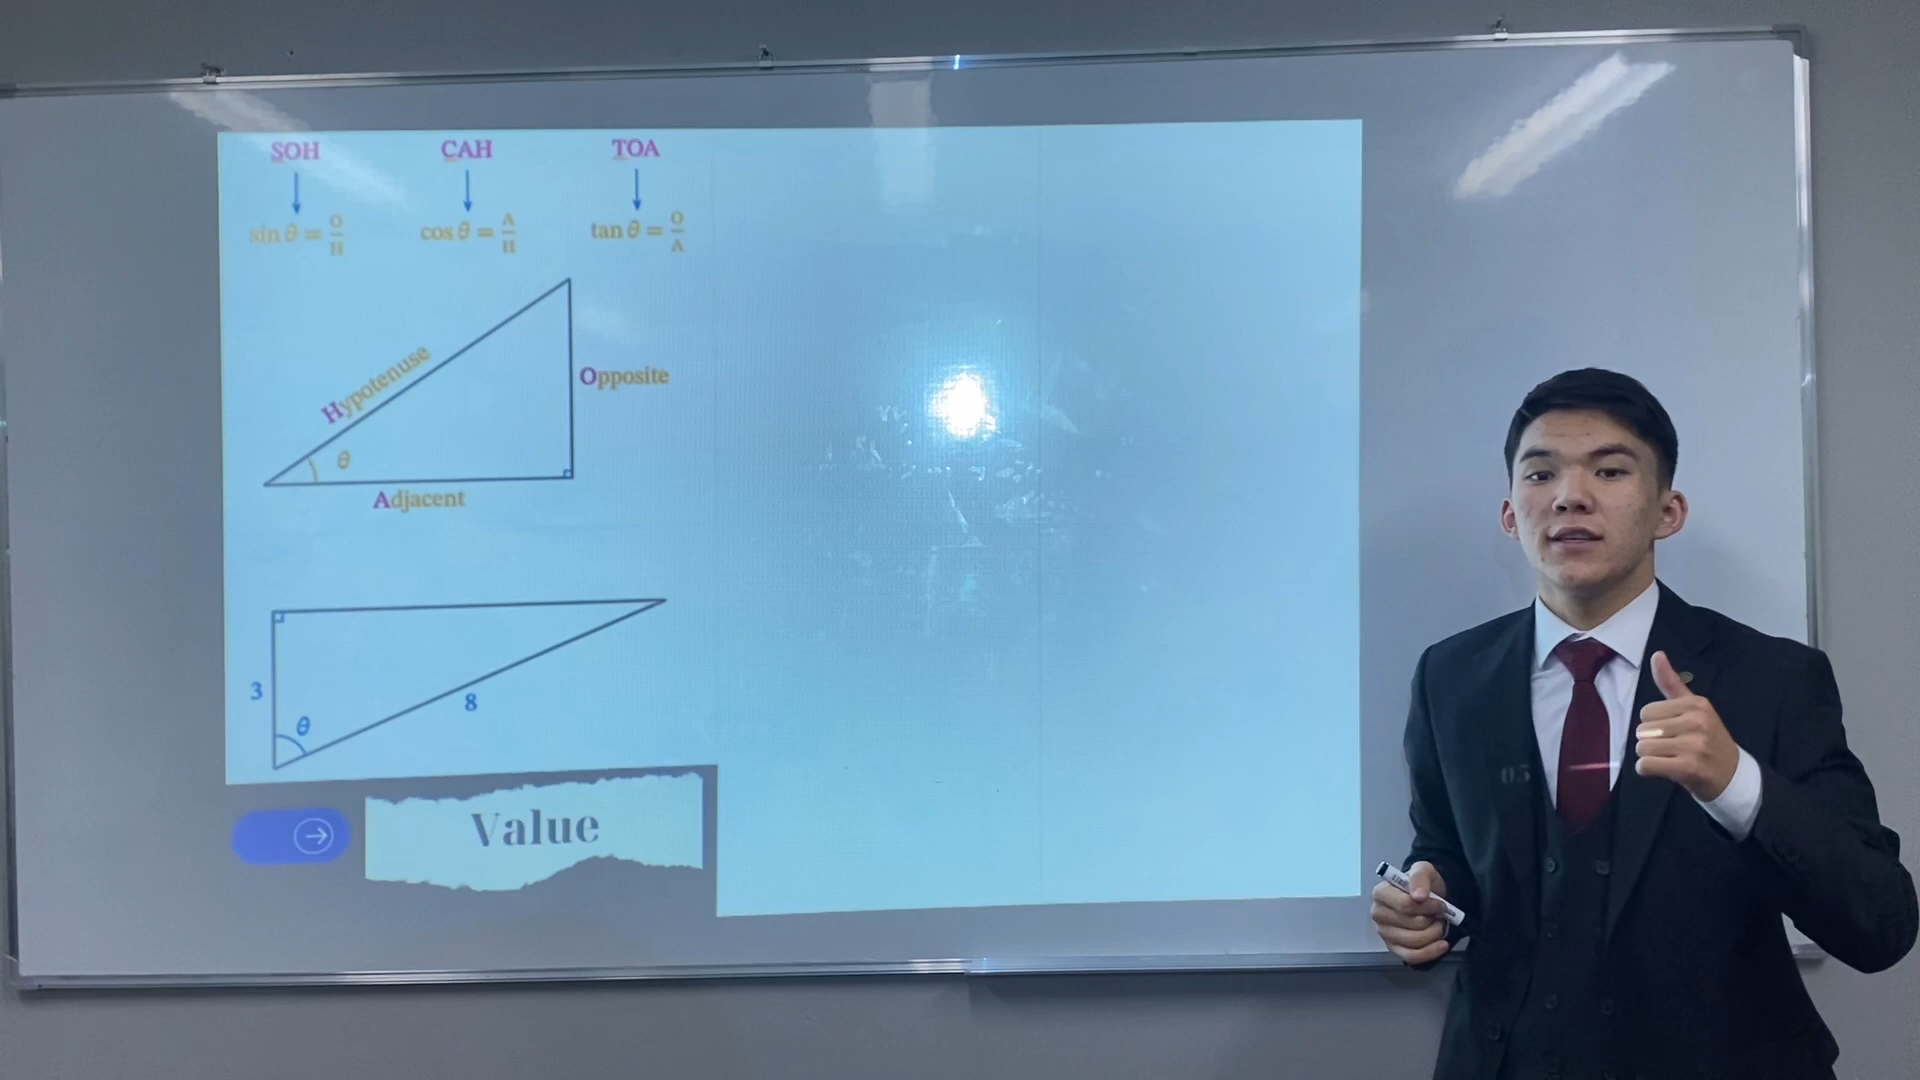 SOH CAH TOA
sin θ = O/H cos θ = A/H tan θ = O/A
Hypotenuse
Opposite
θ
Adjacent
3
θ
8
Value